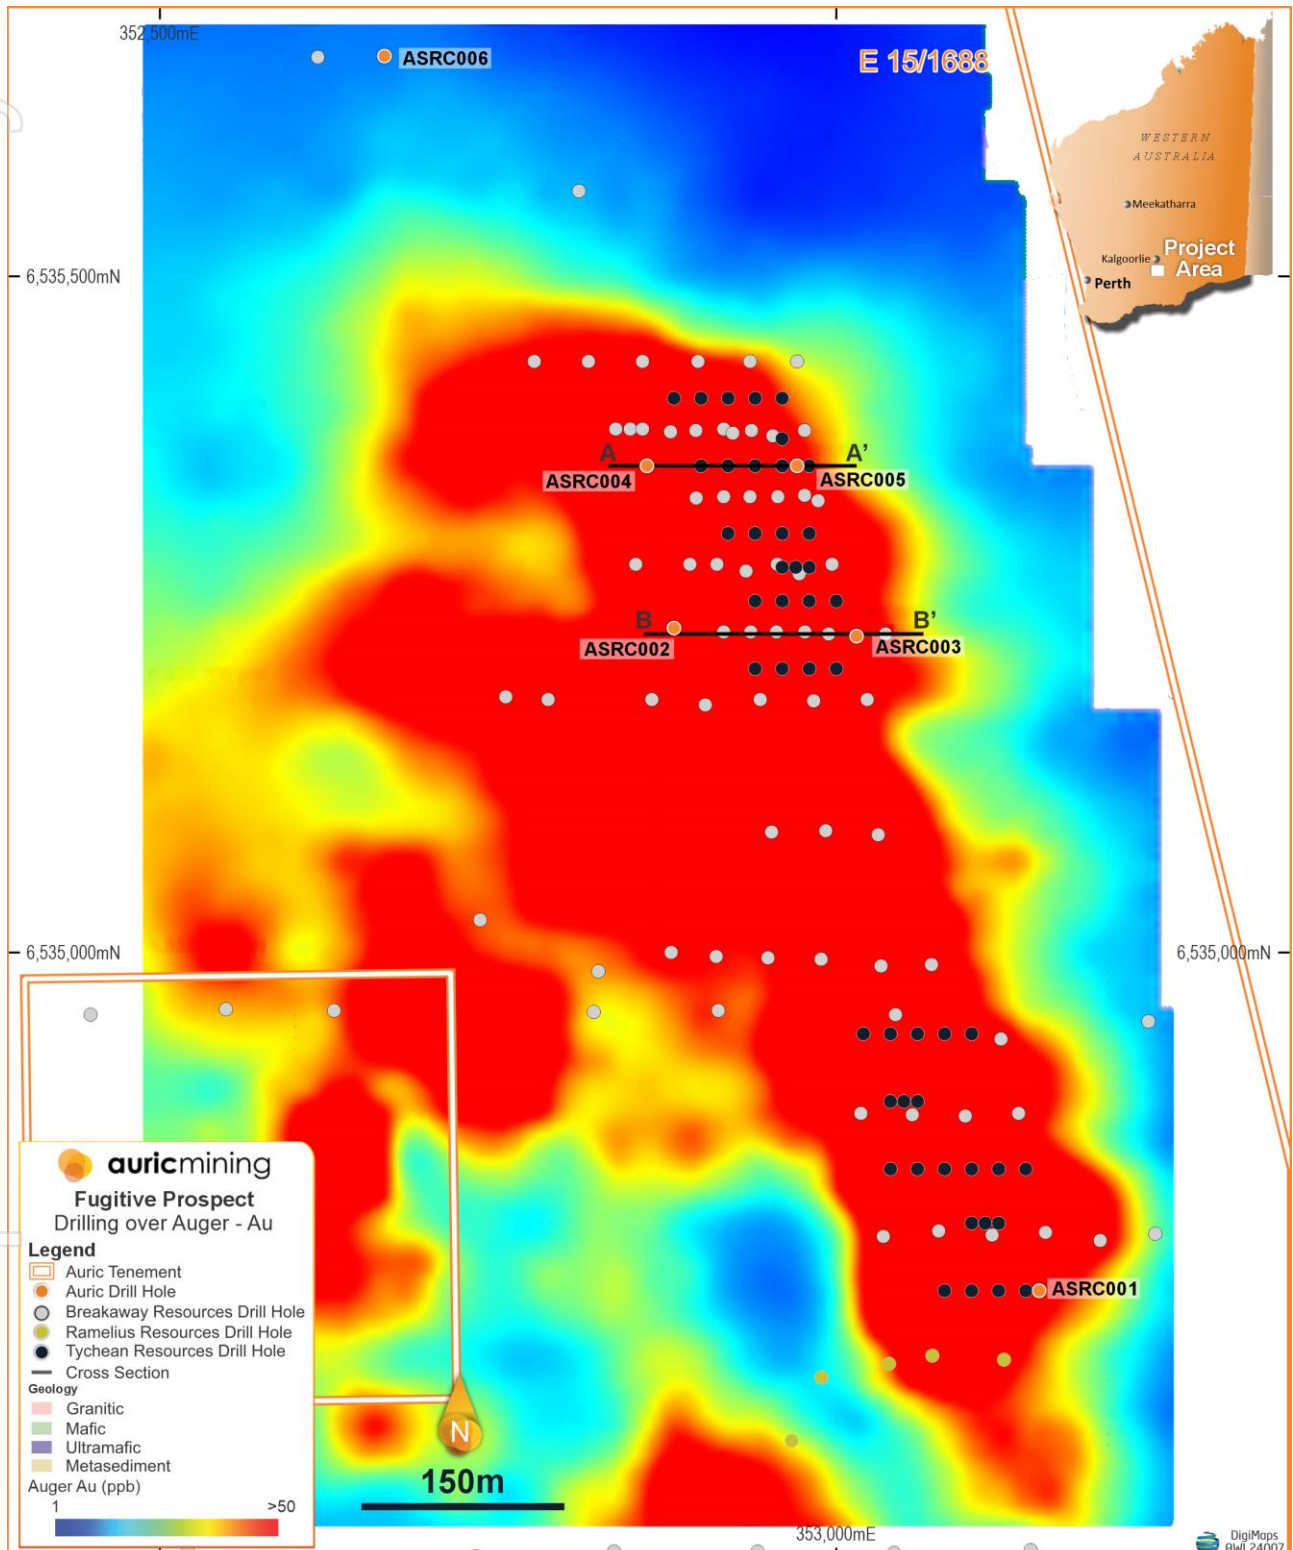 352,500mE
ASRC006
E 15/1688
WESTERN
AUSTRALIA
Meekatharra
Kalgoorlie
Project
Area
Perth
6,535,500mN
A
A'
ASRC004
ASRC005
B
B'
ASRC002
ASRC003
6,535,000mN
6,535,000mN
auricmining
Fugitive Prospect
Drilling over Auger - Au
Legend
Auric Tenement
Auric Drill Hole
Breakaway Resources Drill Hole
Ramelius Resources Drill Hole
Tychean Resources Drill Hole
Cross Section
Geology
Granitic
Mafic
Ultramafic
Metasediment
Auger Au (ppb)
1
>50
ASRC001
N
150m
353,000mE
DigiMaps
AWL24007